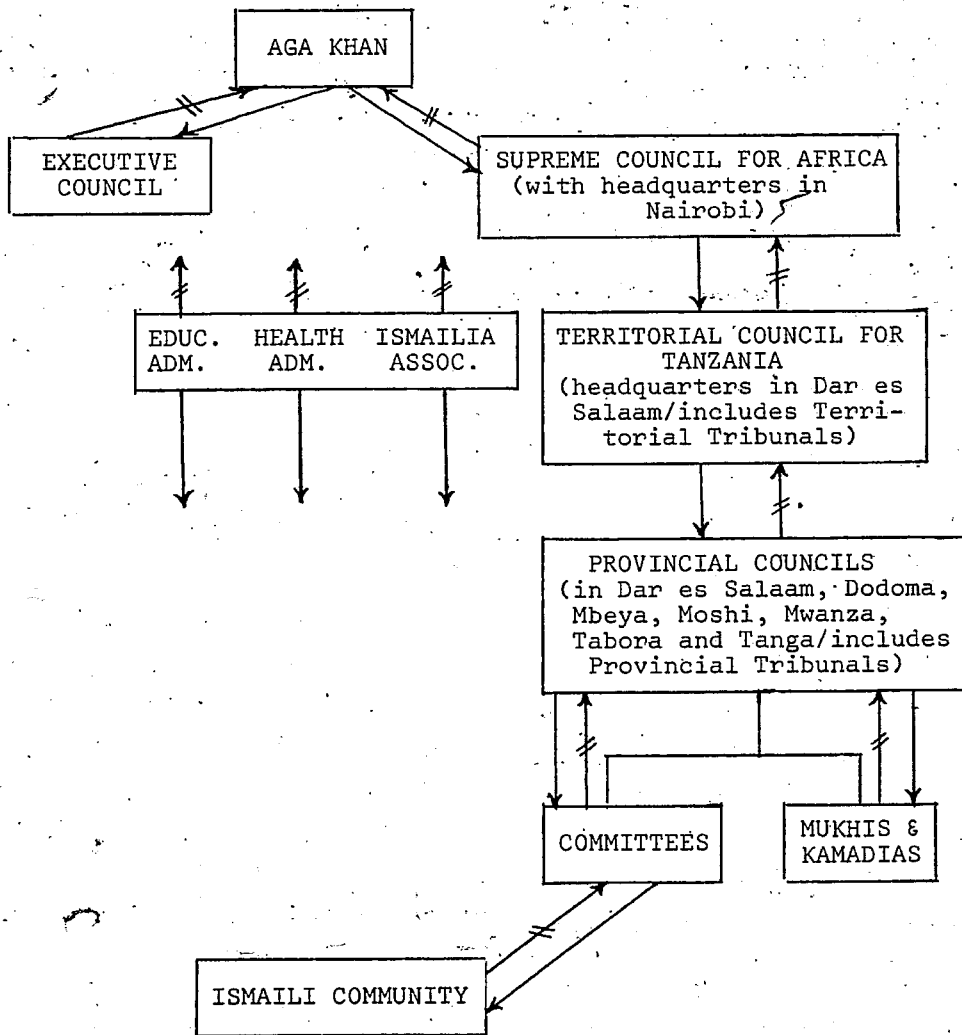 AGA KHAN
EXECUTIVE
COUNCIL
SUPREME COUNCIL FOR AFRICA
(with headquarters in
Nairobi)
EDUC. HEALTH ISMAILIA
ADM. ADM. ASSOC.
TERRITORIAL COUNCIL FOR
TANZANIA
(headquarters in Dar es
Salaam/includes Terri-
torial Tribunals)
PROVINCIAL COUNCILS
(in Dar es Salaam, Dodoma,
Mbeya, Moshi, Mwanza,
Tabora and Tanga/includes
Provincial Tribunals)
COMMITTEES
MUKHIS &
KAMADIAS
ISMAILI COMMUNITY